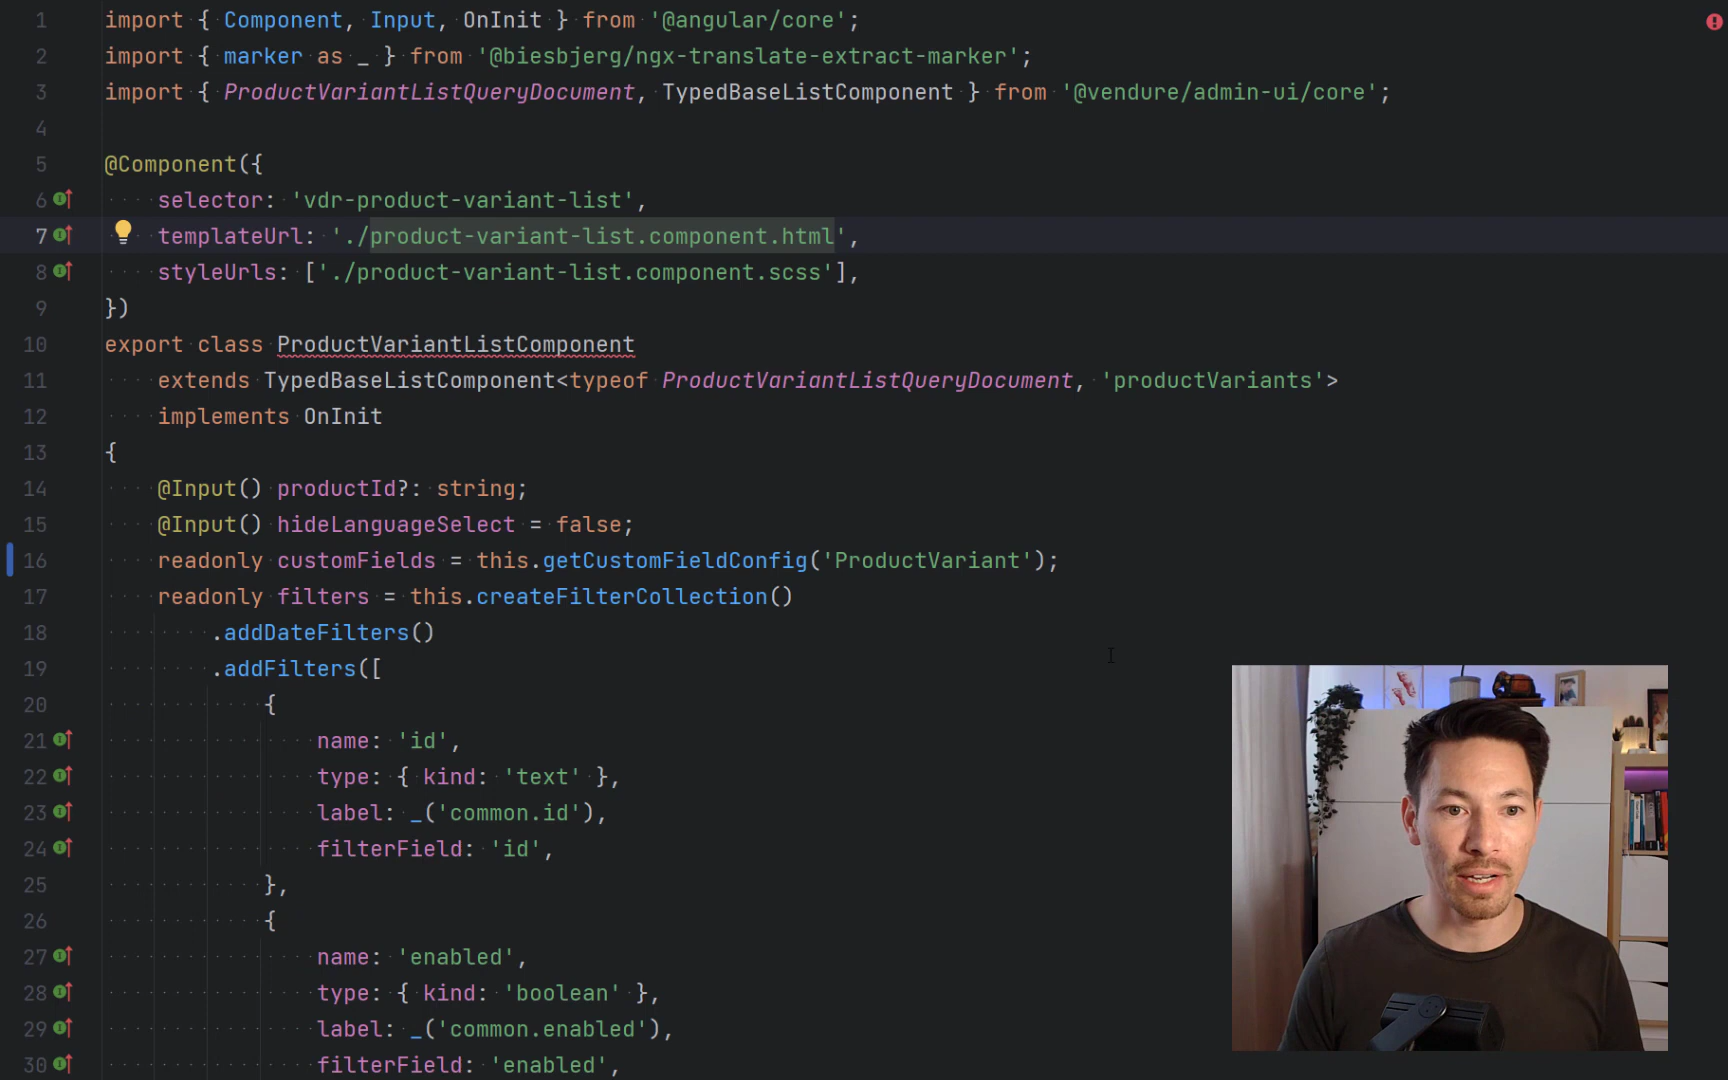 1 import { Component, Input, OnInit } from '@angular/core';
2 import { marker as _ } from '@biesbjerg/ngx-translate-extract-marker';
3 import { ProductVariantListQueryDocument, TypedBaseListComponent } from '@vendure/admin-ui/core';
4
5 @Component({
6 selector: 'vdr-product-variant-list',
7 templateUrl: './product-variant-list.component.html',
8 styleUrls: ['./product-variant-list.component.scss'],
9 })
10 export class ProductVariantListComponent
11 extends TypedBaseListComponent<typeof ProductVariantListQueryDocument, 'productVariants'>
12 implements OnInit
13 {
14 @Input() productId?: string;
15 @Input() hideLanguageSelect = false;
16 readonly customFields = this.getCustomFieldConfig('ProductVariant');
17 readonly filters = this.createFilterCollection()
18 .addDateFilters()
19 .addFilters([
20 {
21 name: 'id',
22 type: { kind: 'text' },
23 label: _('common.id'),
24 filterField: 'id',
25 },
26 {
27 name: 'enabled',
28 type: { kind: 'boolean' },
29 label: _('common.enabled'),
30 filterField: 'enabled',